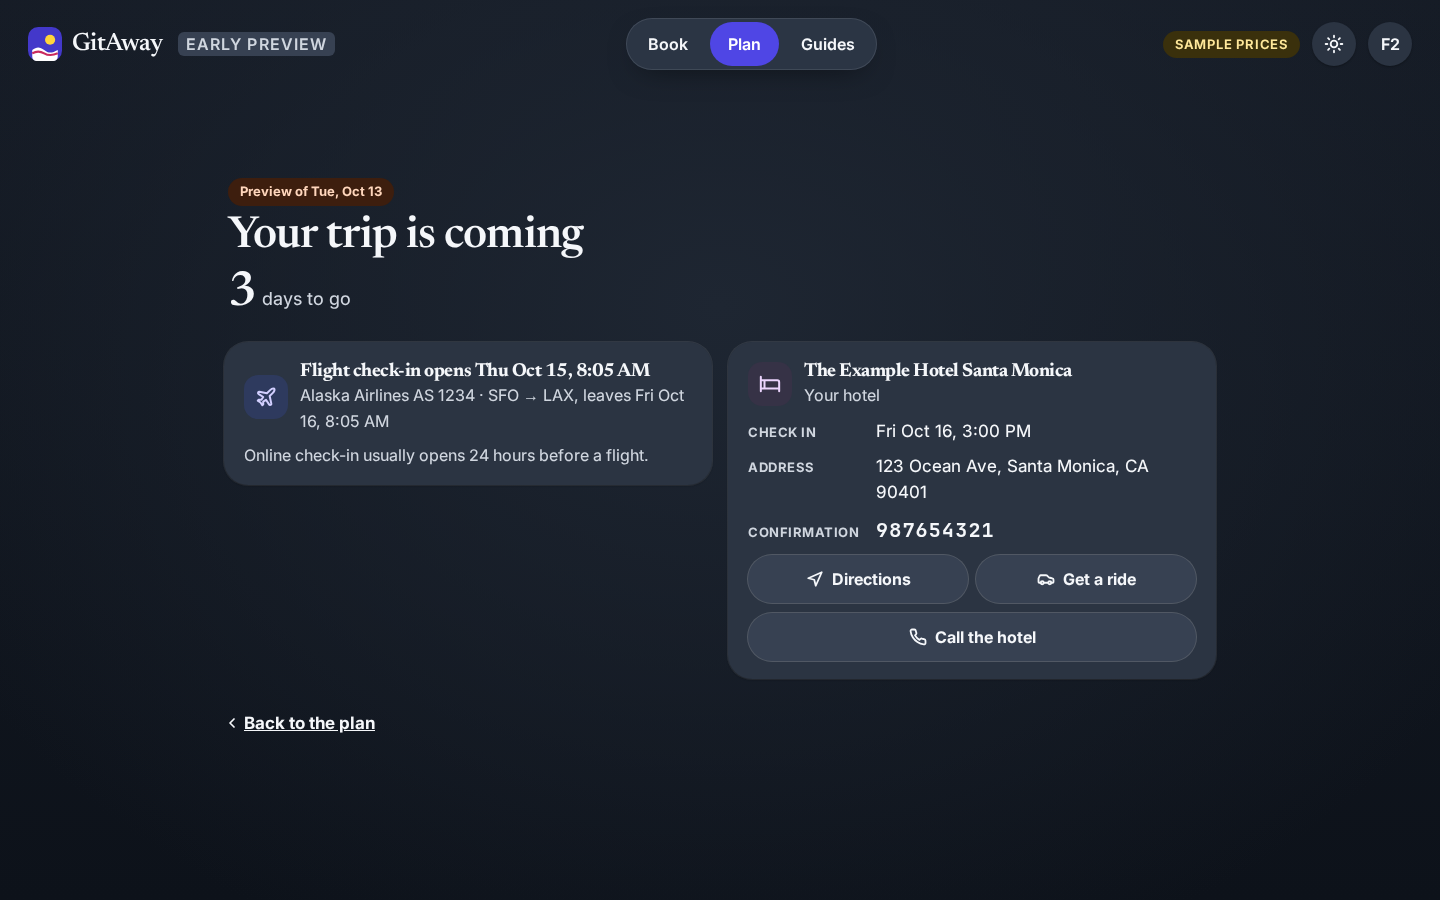 GitAway EARLY PREVIEW
Book Plan Guides
SAMPLE PRICES F2
Preview of Tue, Oct 13
Your trip is coming
3 days to go
Flight check-in opens Thu Oct 15, 8:05 AM
Alaska Airlines AS 1234 · SFO → LAX, leaves Fri Oct
16, 8:05 AM
Online check-in usually opens 24 hours before a flight.
The Example Hotel Santa Monica
Your hotel
CHECK IN Fri Oct 16, 3:00 PM
ADDRESS 123 Ocean Ave, Santa Monica, CA
90401
CONFIRMATION 987654321
Directions Get a ride
Call the hotel
Back to the plan